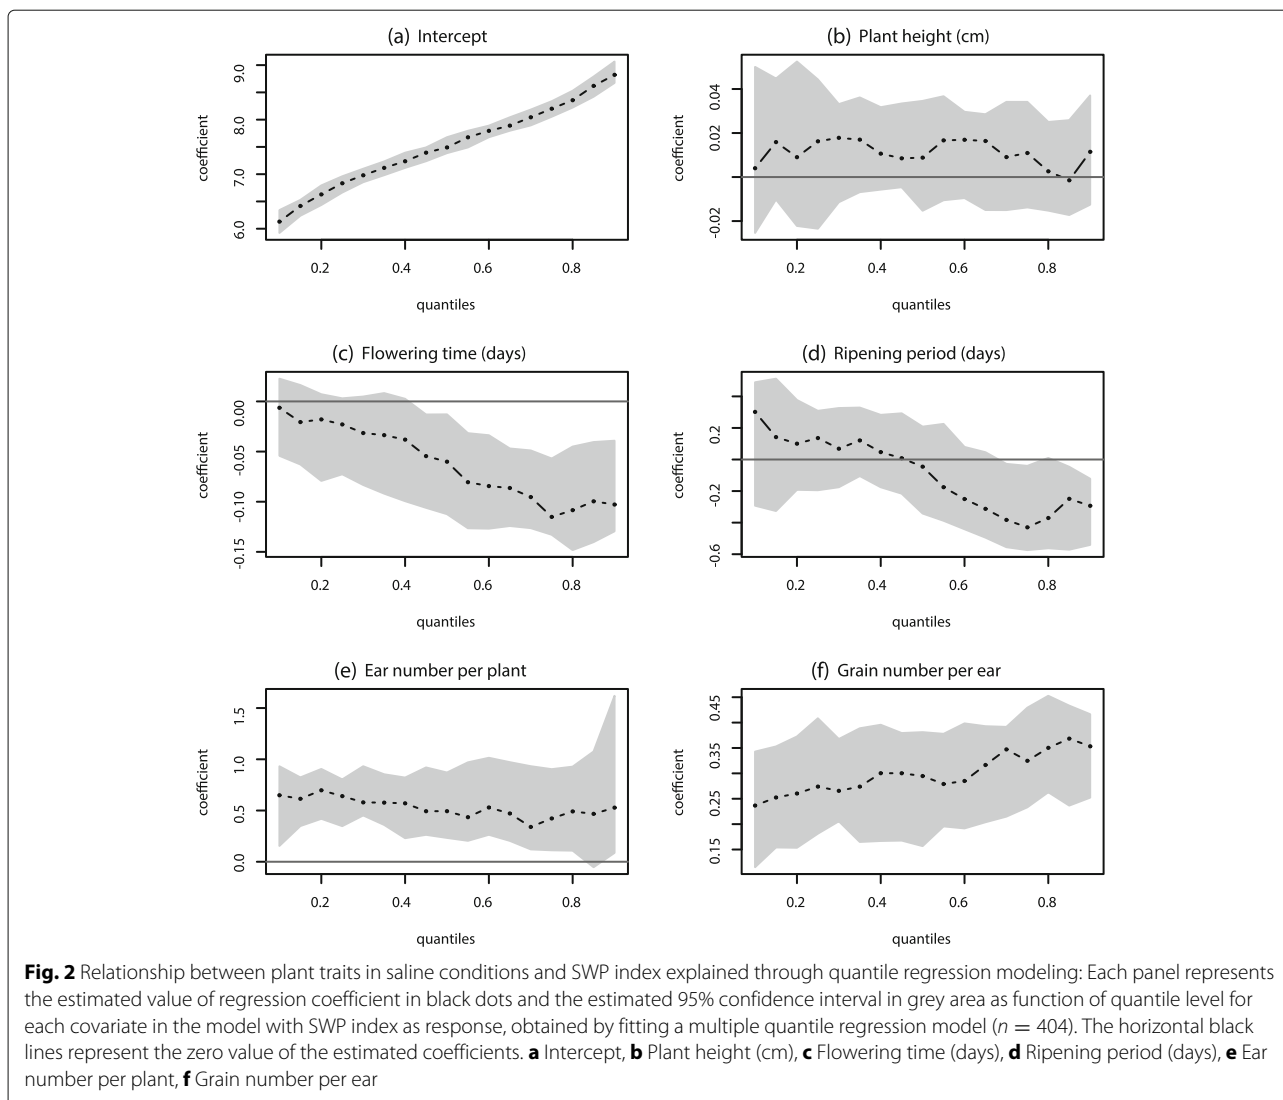 (a) Intercept
coefficient
6.0 7.0 8.0 9.0
0.2 0.4 0.6 0.8
quantiles
(b) Plant height (cm)
coefficient
-0.02 0.02 0.04
0.2 0.4 0.6 0.8
quantiles
(c) Flowering time (days)
coefficient
-0.15 -0.10 -0.05 0.00
0.2 0.4 0.6 0.8
quantiles
(d) Ripening period (days)
coefficient
-0.6 -0.2 0.2
0.2 0.4 0.6 0.8
quantiles
(e) Ear number per plant
coefficient
0.0 0.5 1.0 1.5
0.2 0.4 0.6 0.8
quantiles
(f) Grain number per ear
coefficient
0.15 0.25 0.35 0.45
0.2 0.4 0.6 0.8
quantiles
Fig. 2 Relationship between plant traits in saline conditions and SWP index explained through quantile regression modeling: Each panel represents
the estimated value of regression coefficient in black dots and the estimated 95% confidence interval in grey area as function of quantile level for
each covariate in the model with SWP index as response, obtained by fitting a multiple quantile regression model (n = 404). The horizontal black
lines represent the zero value of the estimated coefficients. a Intercept, b Plant height (cm), c Flowering time (days), d Ripening period (days), e Ear
number per plant, f Grain number per ear